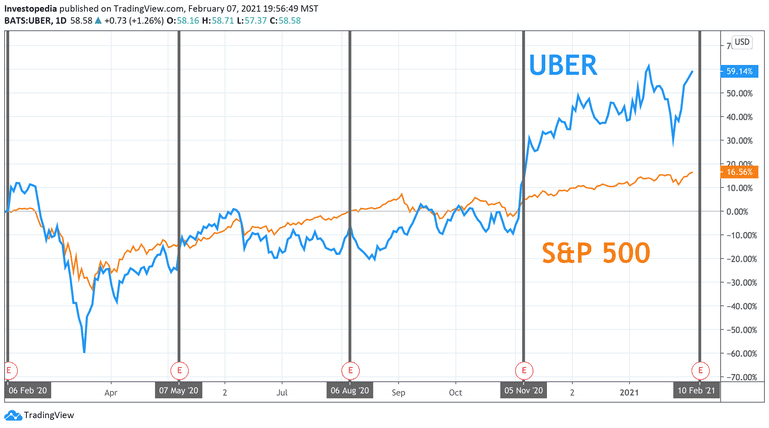 Investopedia published on TradingView.com, February 07, 2021 19:56:49 MST
BATS:UBER, 1D 58.58 ▲ +0.73 (+1.26%) O:58.16 H:58.71 L:57.37 C:58.58
USD
UBER
59.14%
50.00%
40.00%
30.00%
20.00%
16.56%
10.00%
0.00%
-10.00%
S&P 500
-20.00%
-30.00%
-40.00%
-50.00%
-60.00%
-70.00%
E E E E E
06 Feb '20 Apr 07 May '20 2 Jul 06 Aug '20 Sep Oct 05 Nov '20 2 2021 10 Feb '21
TradingView